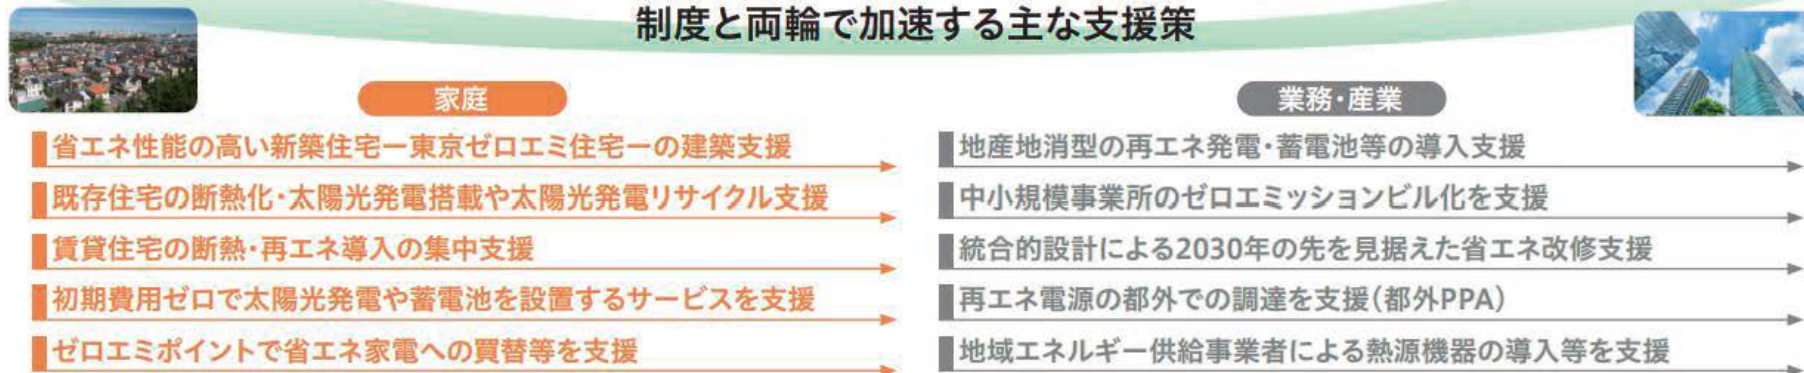 制度と両輪で加速する主な支援策
家庭
省エネ性能の高い新築住宅ー東京ゼロエミ住宅ーの建築支援
既存住宅の断熱化・太陽光発電搭載や太陽光発電リサイクル支援
賃貸住宅の断熱・再エネ導入の集中支援
初期費用ゼロで太陽光発電や蓄電池を設置するサービスを支援
ゼロエミポイントで省エネ家電への買替等を支援
業務・産業
地産地消型の再エネ発電・蓄電池等の導入支援
中小規模事業所のゼロエミッションビル化を支援
統合的設計による2030年の先を見据えた省エネ改修支援
再エネ電源の都外での調達を支援（都外PPA）
地域エネルギー供給事業者による熱源機器の導入等を支援